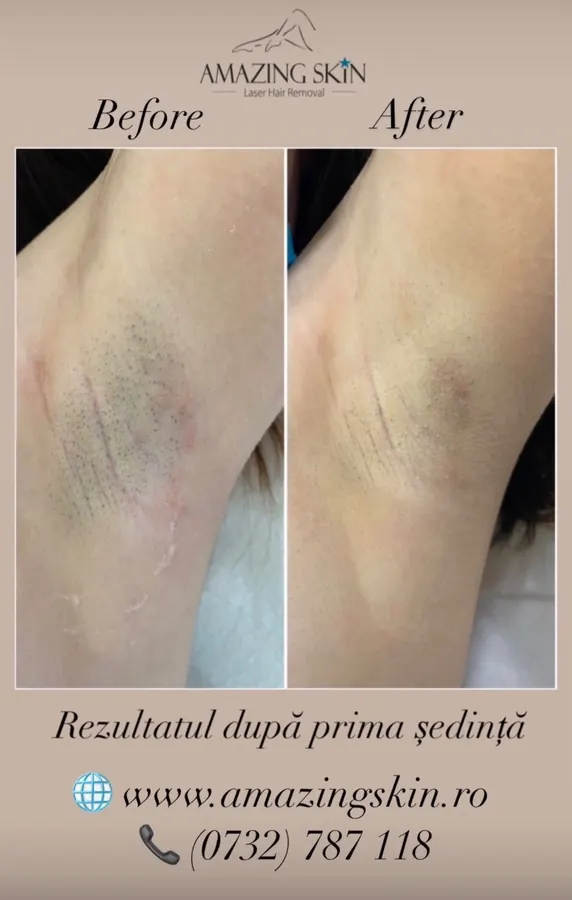 AMAZING SKIN
Laser Hair Removal
Before After
Rezultatul după prima ședință
www.amazingskin.ro
(0732) 787 118